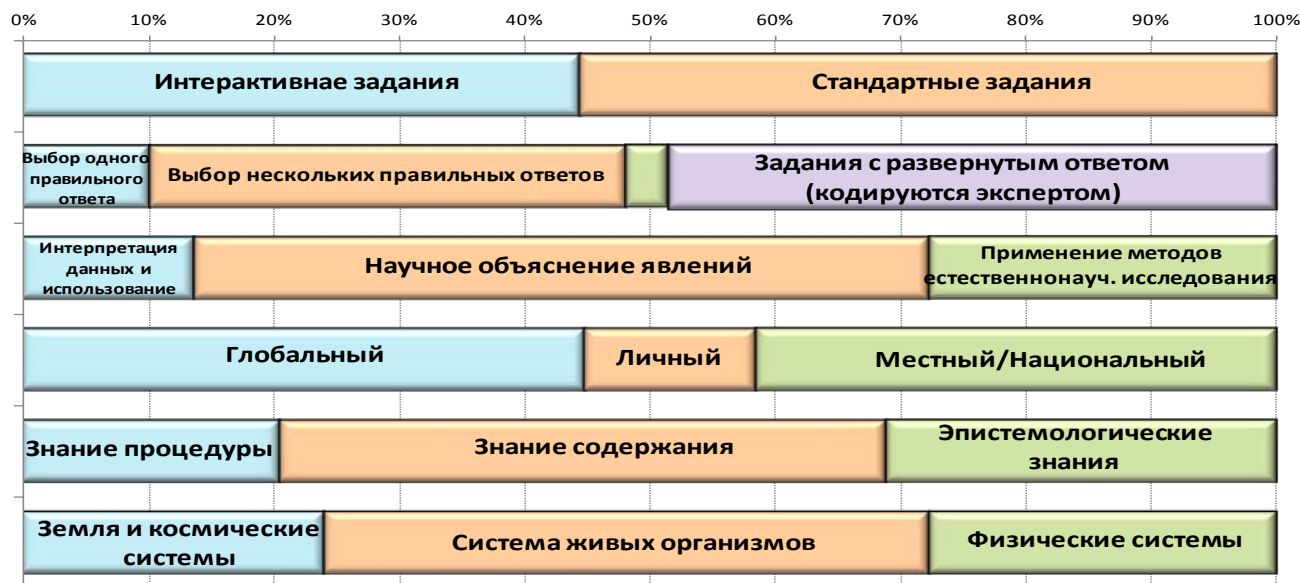 0% 10% 20% 30% 40% 50% 60% 70% 80% 90% 100%
Интерактивнае задания
Стандартные задания
Выбор одного
правильного
ответа
Выбор нескольких правильных ответов
Задания с развернутым ответом
(кодируются экспертом)
Интерпретация
данных и
использование
Научное объяснение явлений
Применение методов
естественнонауч. исследования
Глобальный
Личный
Местный/Национальный
Знание процедуры
Знание содержания
Эпистемологические
знания
Земля и космические
системы
Система живых организмов
Физические системы